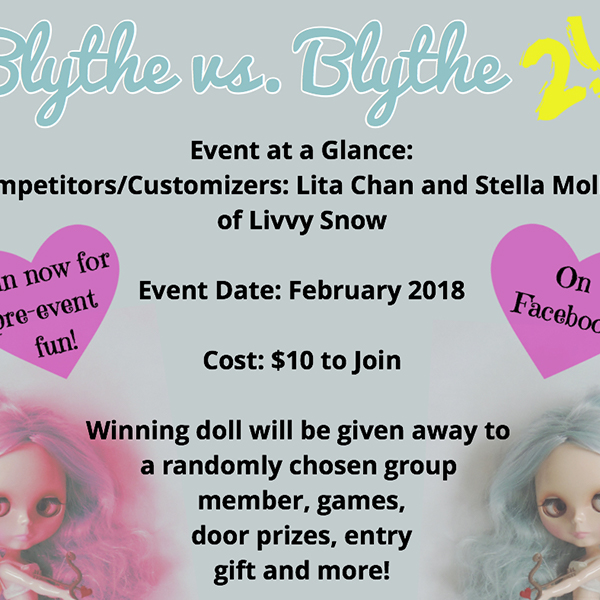 Blythe vs. Blythe 2!
Event at a Glance:
mpetitors/Customizers: Lita Chan and Stella Mol
of Livvy Snow
n now for
pre-event
fun!
On
Faceboo
Event Date: February 2018
Cost: $10 to Join
Winning doll will be given away to
a randomly chosen group
member, games,
door prizes, entry
gift and more!